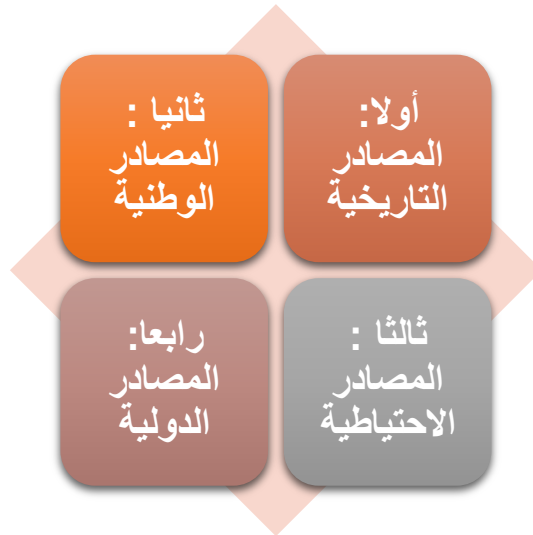 أولا:
المصادر
التاريخية
ثانيا :
المصادر
الوطنية
ثالثا :
المصادر
الاحتياطية
رابعا:
المصادر
الدولية